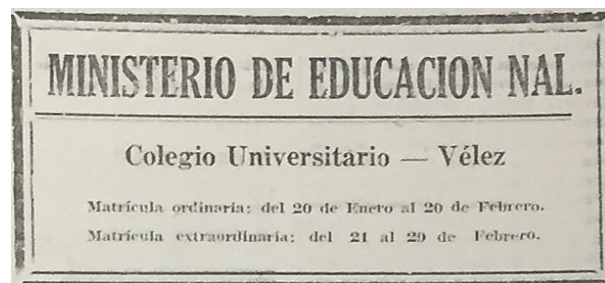 MINISTERIO DE EDUCACION NAL.
Colegio Universitario — Vélez
Matrícula ordinaria: del 20 de Enero al 20 de Febrero.
Matrícula extraordinaria: del 21 al 29 de Febrero.